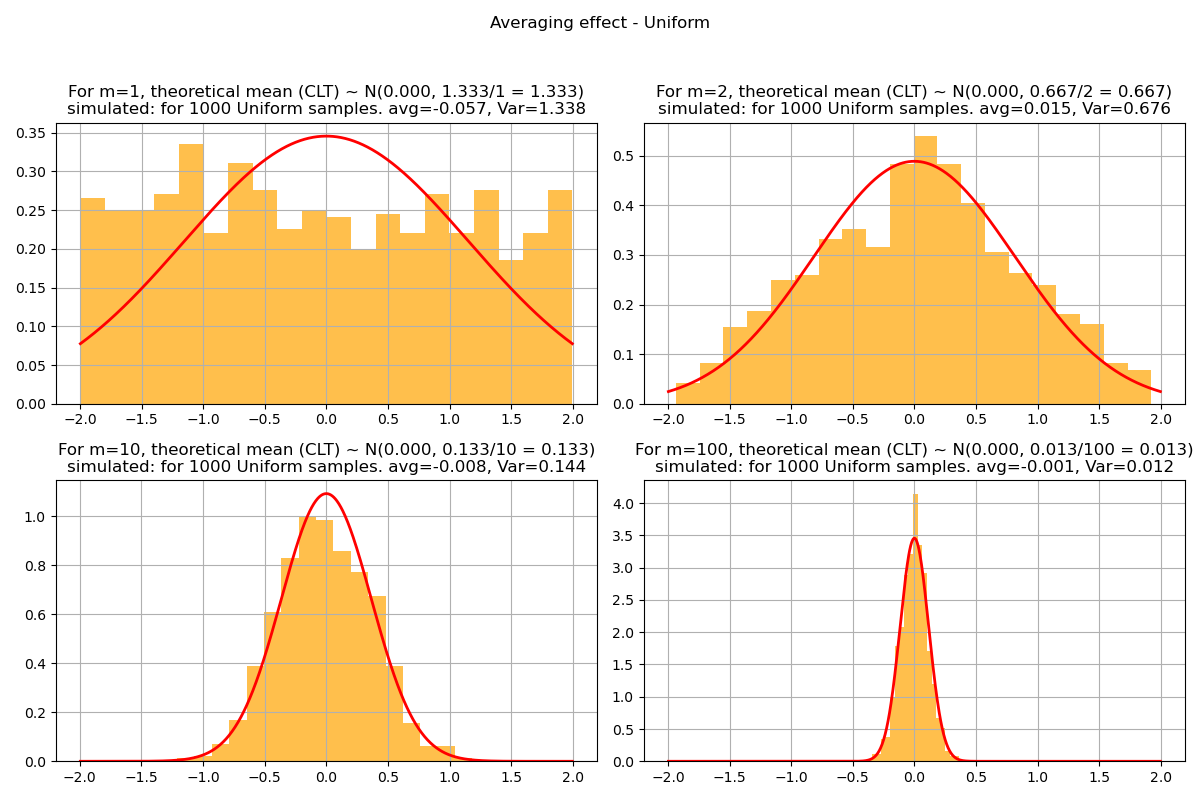 Averaging effect - Uniform
For m=1, theoretical mean (CLT) ~ N(0.000, 1.333/1 = 1.333)
simulated: for 1000 Uniform samples. avg=-0.057, Var=1.338
0.35
0.30
0.25
0.20
0.15
0.10
0.05
0.00
−2.0 −1.5 −1.0 −0.5 0.0 0.5 1.0 1.5 2.0
For m=2, theoretical mean (CLT) ~ N(0.000, 0.667/2 = 0.667)
simulated: for 1000 Uniform samples. avg=0.015, Var=0.676
0.5
0.4
0.3
0.2
0.1
0.0
−2.0 −1.5 −1.0 −0.5 0.0 0.5 1.0 1.5 2.0
For m=10, theoretical mean (CLT) ~ N(0.000, 0.133/10 = 0.133)
simulated: for 1000 Uniform samples. avg=-0.008, Var=0.144
1.0
0.8
0.6
0.4
0.2
0.0
−2.0 −1.5 −1.0 −0.5 0.0 0.5 1.0 1.5 2.0
For m=100, theoretical mean (CLT) ~ N(0.000, 0.013/100 = 0.013)
simulated: for 1000 Uniform samples. avg=-0.001, Var=0.012
4.0
3.5
3.0
2.5
2.0
1.5
1.0
0.5
0.0
−2.0 −1.5 −1.0 −0.5 0.0 0.5 1.0 1.5 2.0